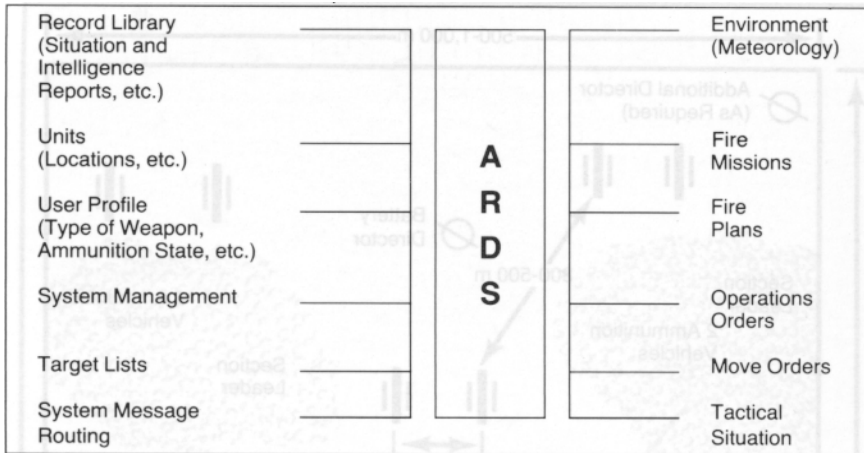 Record Library
(Situation and
Intelligence
Reports, etc.)
Units
(Locations, etc.)
User Profile
(Type of Weapon,
Ammunition State, etc.)
System Management
Target Lists
System Message
Routing
A
R
D
S
Environment
(Meteorology)
Fire
Missions
Fire
Plans
Operations
Orders
Move Orders
Tactical
Situation